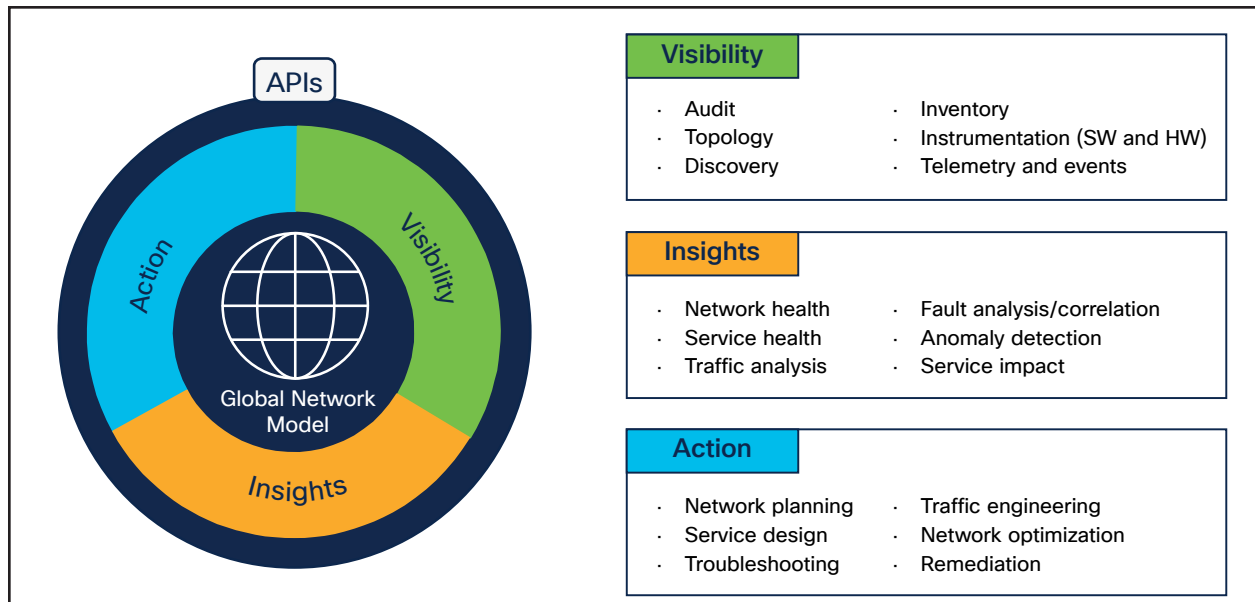 APIs
Action
Visibility
Global Network
Model
Insights
Visibility
· Audit
· Topology
· Discovery
· Inventory
· Instrumentation (SW and HW)
· Telemetry and events
Insights
· Network health
· Service health
· Traffic analysis
· Fault analysis/correlation
· Anomaly detection
· Service impact
Action
· Network planning
· Service design
· Troubleshooting
· Traffic engineering
· Network optimization
· Remediation